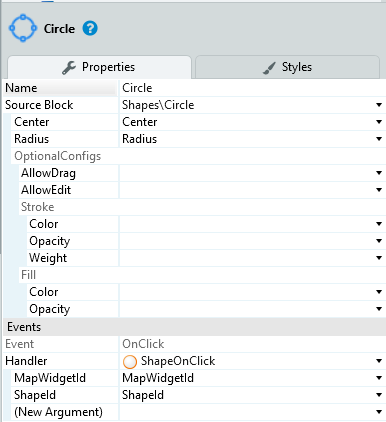 Circle ?
Properties Styles
Name Circle
Source Block Shapes\Circle
Center Center
Radius Radius
OptionalConfigs
AllowDrag
AllowEdit
Stroke
Color
Opacity
Weight
Fill
Color
Opacity
Events
Event OnClick
Handler ShapeOnClick
MapWidgetId MapWidgetId
ShapeId ShapeId
(New Argument)